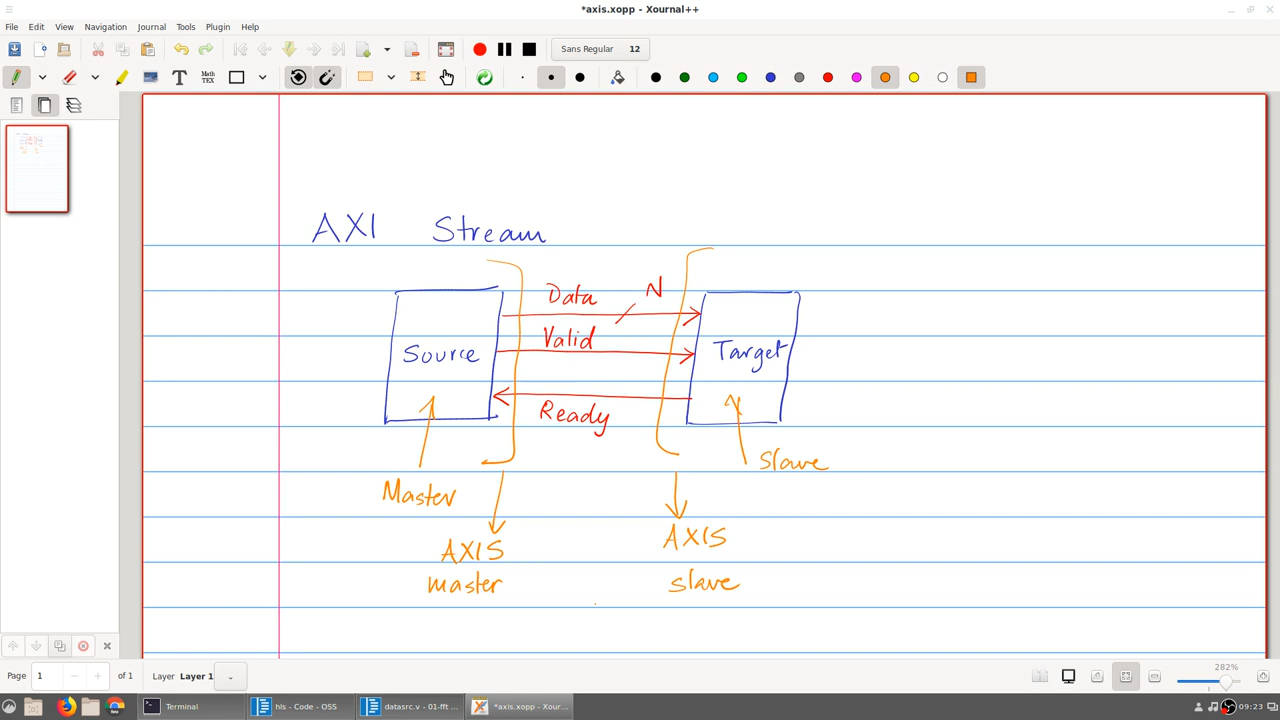 *axis.xopp - Xournal++
File Edit View Navigation Journal Tools Plugin Help
Sans Regular 12
T Math TEX
AXI Stream
Data N
Valid
Source Target
Ready
Slave
Master
AXIS
AXIS
master
slave
Page 1 of 1 Layer Layer 1
282%
Terminal
hls - Code - OSS
datasrc.v - 01-fft ...
*axis.xopp - Xour...
09:23